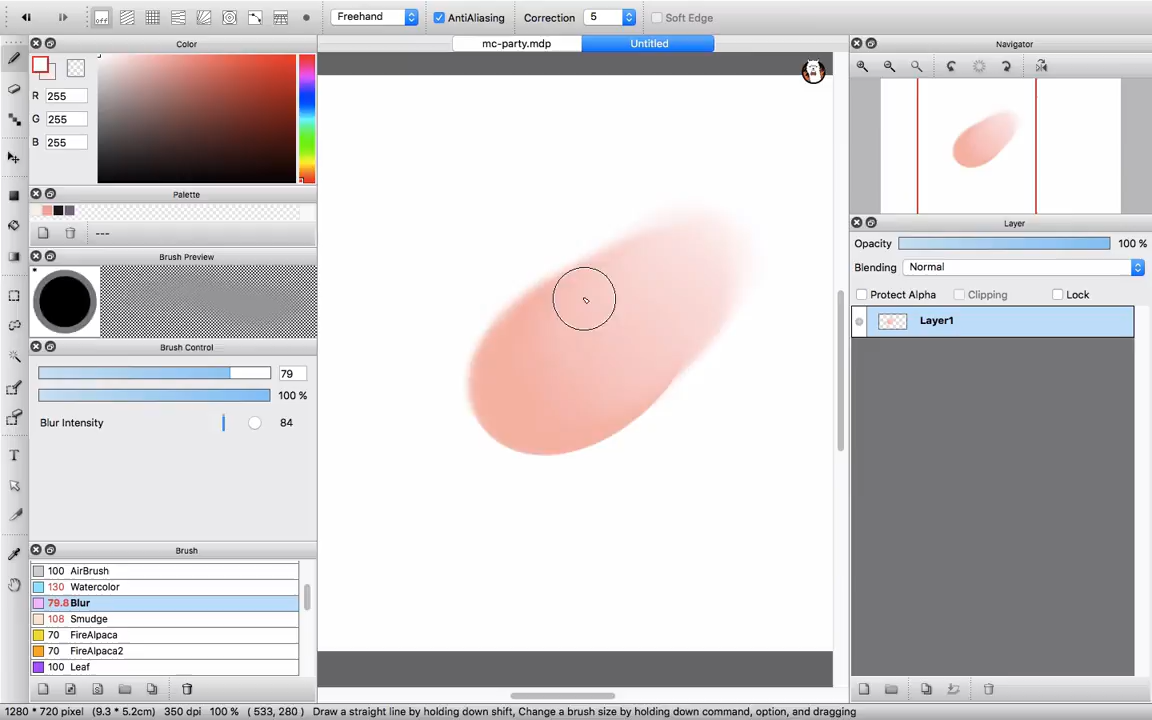 off
Freehand
AntiAliasing
Correction
5
Soft Edge
Color
mc-party.mdp
Untitled
Navigator
R
255
G
255
B
255
Palette
---
Brush Preview
*
Brush Control
79
100 %
Blur Intensity
84
Layer
Opacity
100 %
Blending
Normal
Protect Alpha
Clipping
Lock
Layer1
Brush
100 AirBrush
130 Watercolor
79.8 Blur
108 Smudge
70 FireAlpaca
70 FireAlpaca2
100 Leaf
T
1280 * 720 pixel (9.3 * 5.2cm) 350 dpi 100 % ( 533, 280 ) Draw a straight line by holding down shift, Change a brush size by holding down command, option, and dragging